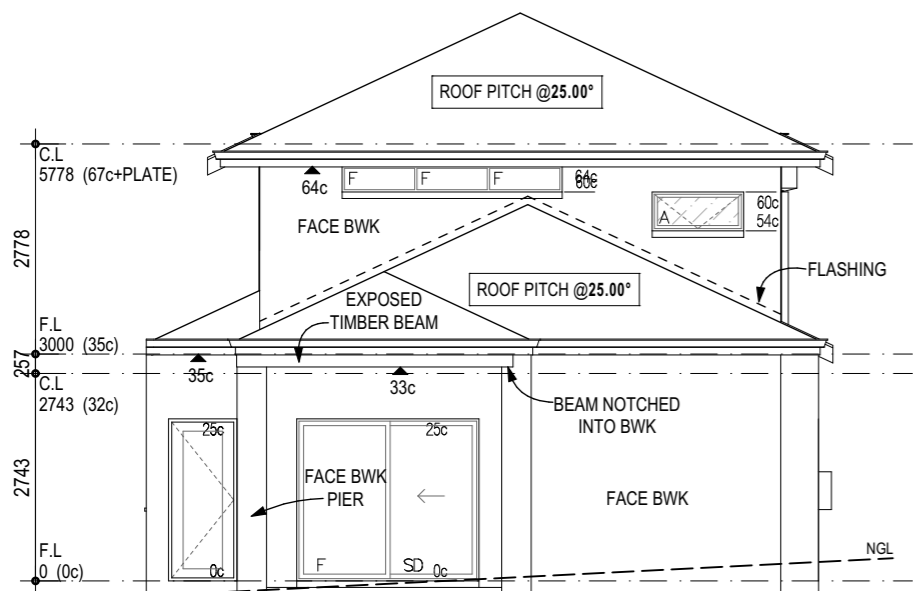 ROOF PITCH @25.00°
C.L
5778 (67c+PLATE)
F
F
F
64c
60c
64c
60c
54c
A
FACE BWK
2778
FLASHING
ROOF PITCH @25.00°
EXPOSED
TIMBER BEAM
F.L
3000 (35c)
257
35c
33c
C.L
2743 (32c)
BEAM NOTCHED
INTO BWK
25c
25c
2743
FACE BWK
PIER
FACE BWK
NGL
F
SD
0c
0c
F.L
0 (0c)